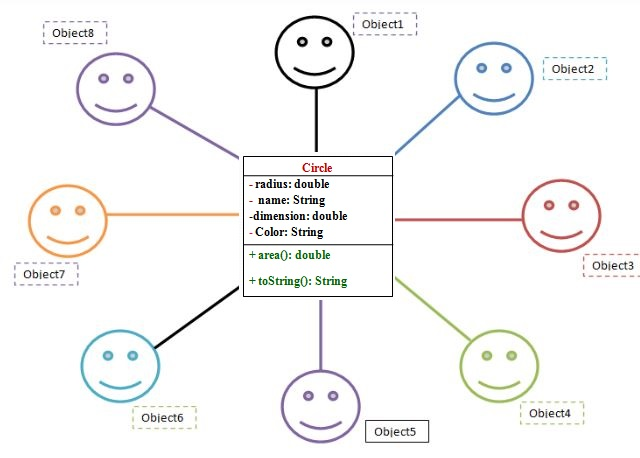 Object8
Object1
Object2
Circle
- radius: double
- name: String
-dimension: double
- Color: String
+ area(): double
+ toString(): String
Object3
Object7
Object6
Object5
Object4